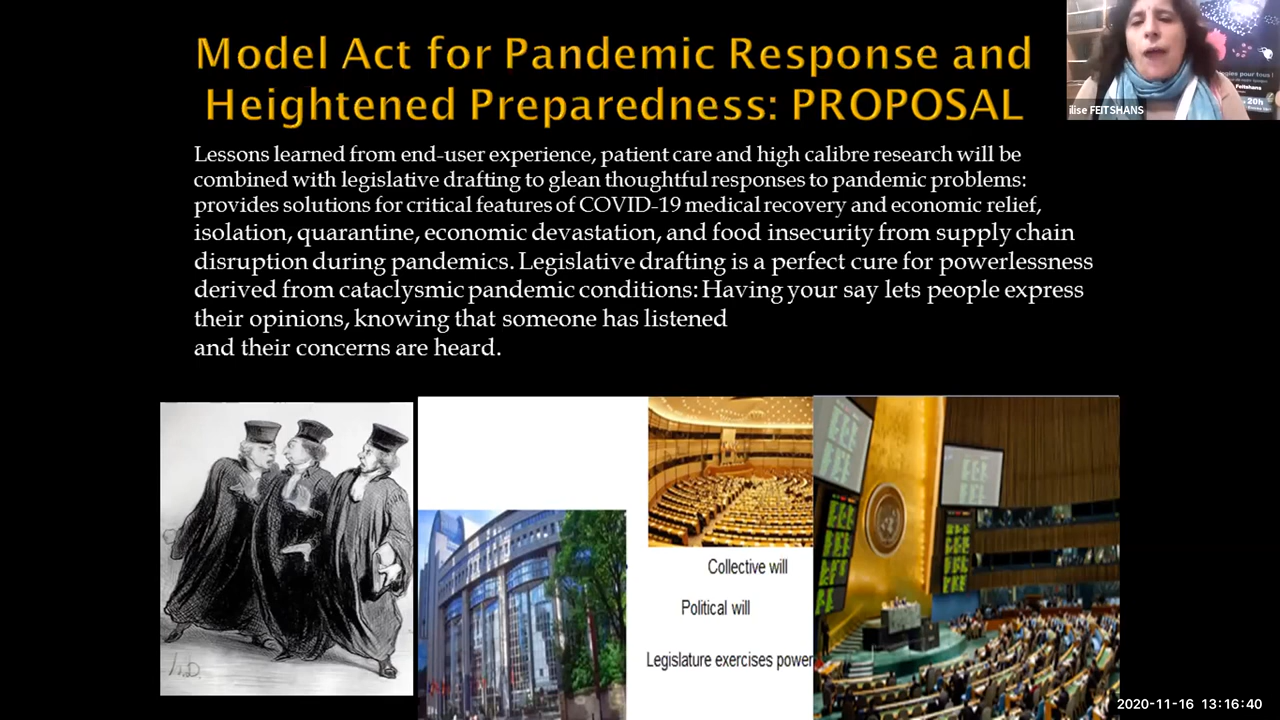 Model Act for Pandemic Response and
Heightened Preparedness: PROPOSAL
Lessons learned from end-user experience, patient care and high calibre research will be
combined with legislative drafting to glean thoughtful responses to pandemic problems:
provides solutions for critical features of COVID-19 medical recovery and economic relief,
isolation, quarantine, economic devastation, and food insecurity from supply chain
disruption during pandemics. Legislative drafting is a perfect cure for powerlessness
derived from cataclysmic pandemic conditions: Having your say lets people express
their opinions, knowing that someone has listened
and their concerns are heard.
pour tous !
Feitshans
20h
ilise FEITSHANS
Collective will
Political will
Legislature exercises power
2020-11-16 13:16:40